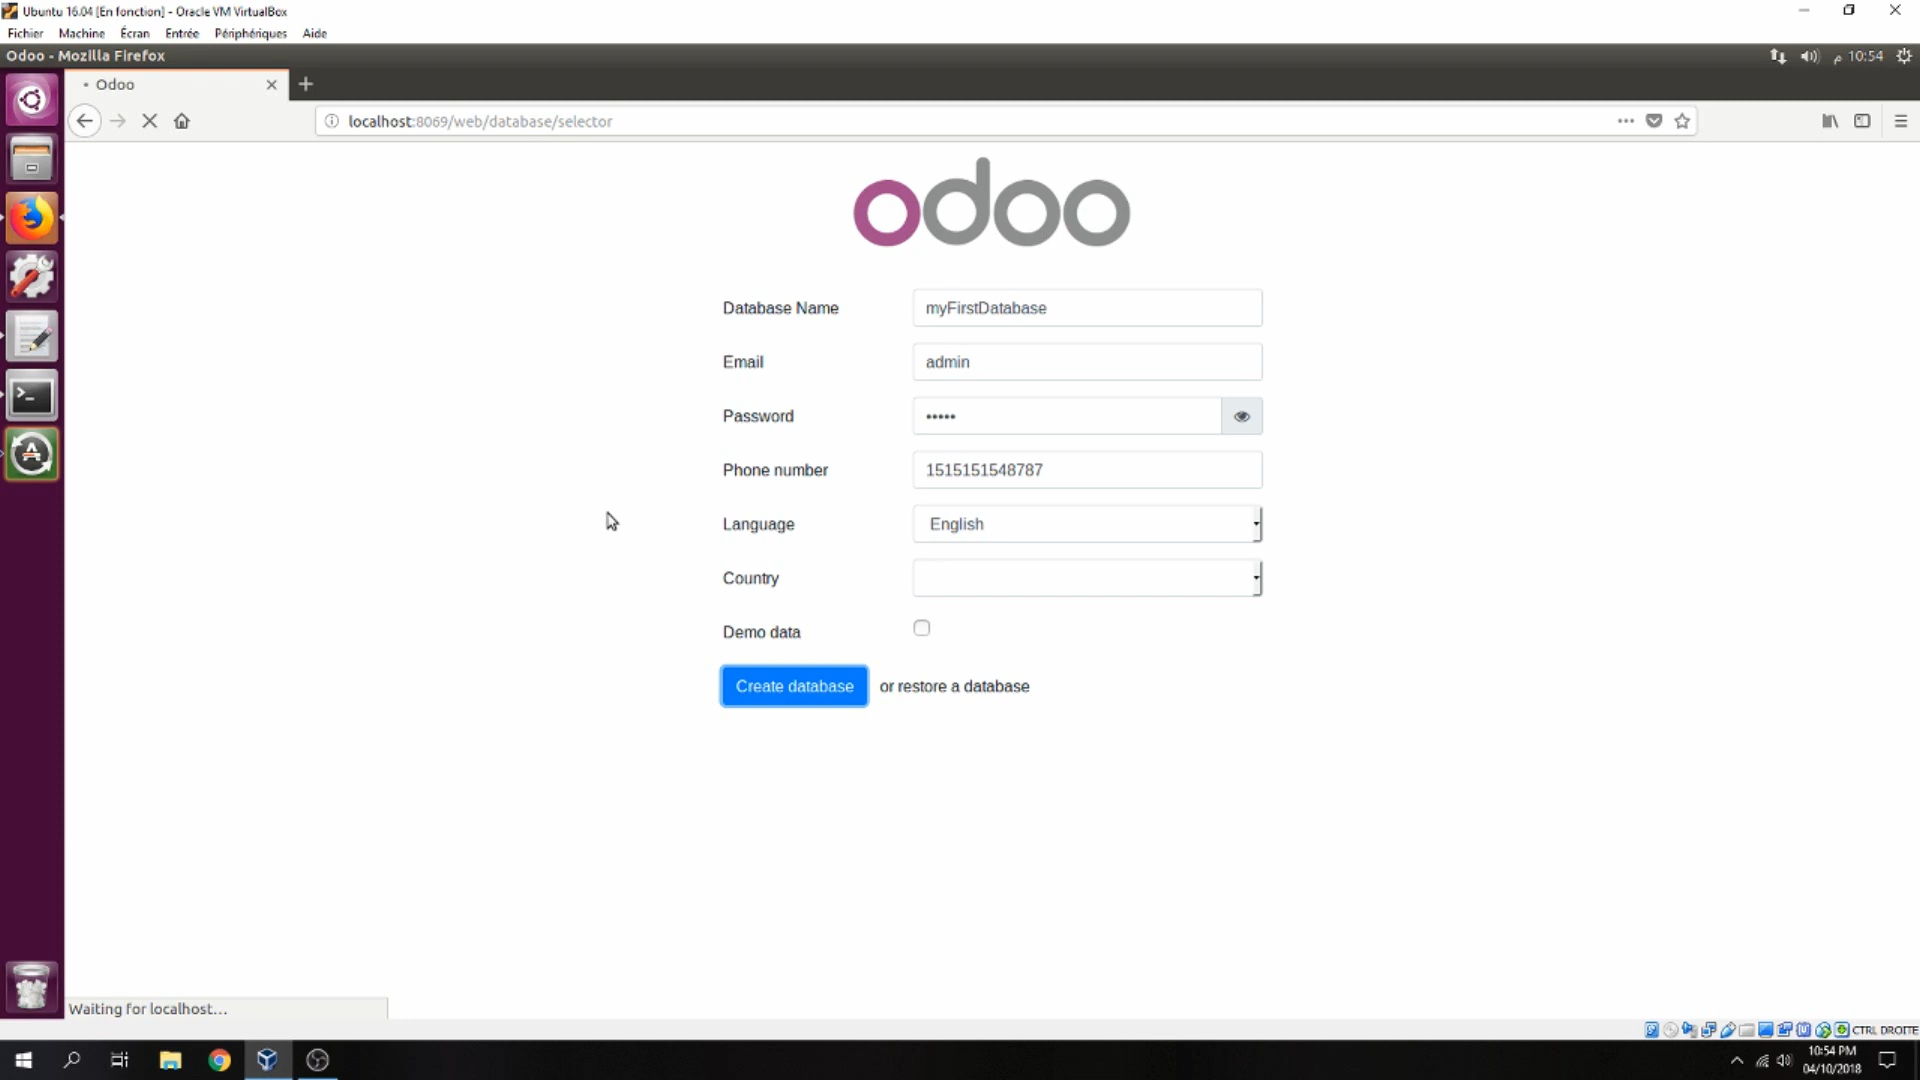 Ubuntu 16.04 [En fonction] - Oracle VM VirtualBox
Fichier Machine Écran Entrée Périphériques Aide
Odoo - Mozilla Firefox
م 10:54
Odoo
localhost:8069/web/database/selector
odoo
Database Name myFirstDatabase
Email admin
Password •••••
Phone number 1515151548787
Language English
Country
Demo data
Create database or restore a database
Waiting for localhost...
CTRL DROITE
10:54 PM
04/10/2018